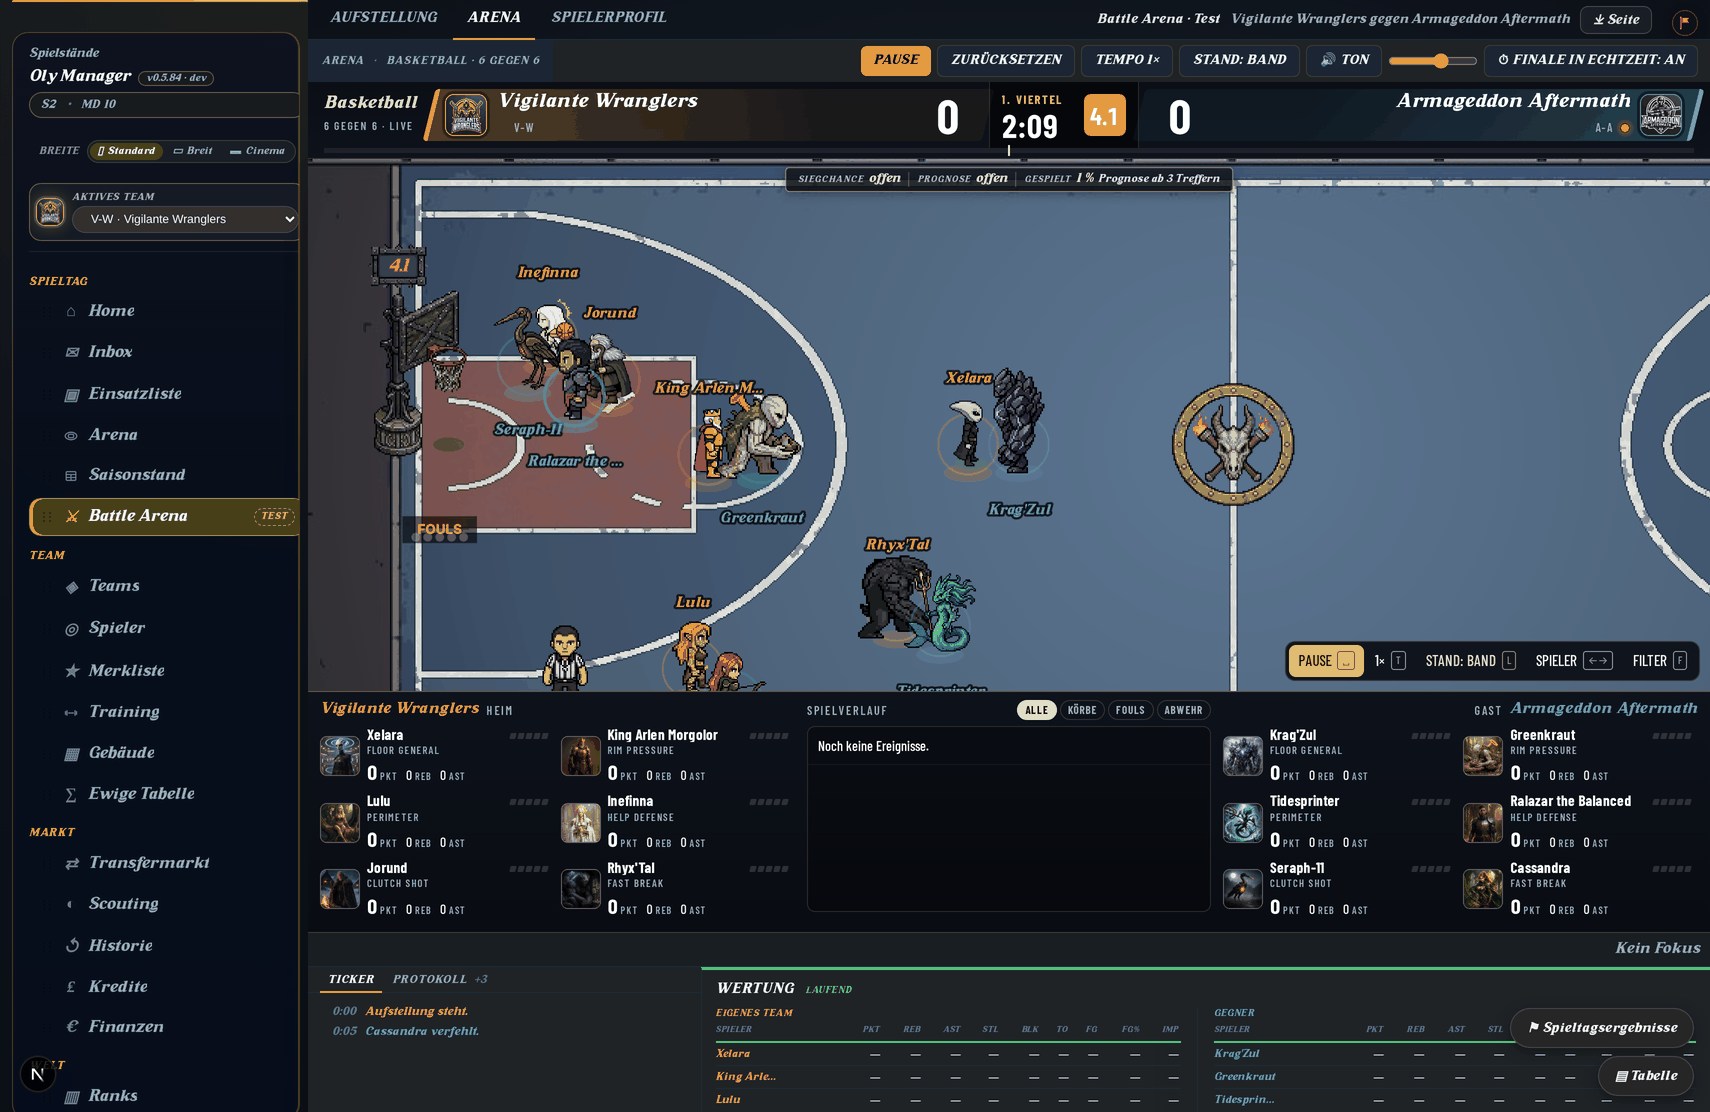 Spielstände
Oly Manager v0.5.84 · dev
S2 · MD 10
BREITE Standard Breit Cinema
AKTIVES TEAM
V-W · Vigilante Wranglers
SPIELTAG
Home
Inbox
Einsatzliste
Arena
Saisonstand
Battle Arena TEST
TEAM
Teams
Spieler
Merkliste
Training
Gebäude
Ewige Tabelle
MARKT
Transfermarkt
Scouting
Historie
Kredite
Finanzen
Ranks
AUFSTELLUNG ARENA SPIELERPROFIL
Battle Arena · Test Vigilante Wranglers gegen Armageddon Aftermath Seite
ARENA · BASKETBALL · 6 GEGEN 6
PAUSE ZURÜCKSETZEN TEMPO 1× STAND: BAND TON FINALE IN ECHTZEIT: AN
Basketball
6 GEGEN 6 · LIVE
Vigilante Wranglers
V-W
0
1. VIERTEL
2:09
4.1
0
Armageddon Aftermath
A-A
SIEGCHANCE offen PROGNOSE offen GESPIELT 1 % Prognose ab 3 Treffern
4.1
Inefinna
Jorund
King Arlen M...
Xelara
Seraph-11
Ralazar the ...
Greenkraut
Krag'Zul
FOULS
Rhyx'Tal
Lulu
Tidesprinter
PAUSE 1× T STAND: BAND L SPIELER ←→ FILTER F
Vigilante Wranglers HEIM
Xelara
FLOOR GENERAL
0 PKT 0 REB 0 AST
King Arlen Morgolor
RIM PRESSURE
0 PKT 0 REB 0 AST
Lulu
PERIMETER
0 PKT 0 REB 0 AST
Inefinna
HELP DEFENSE
0 PKT 0 REB 0 AST
Jorund
CLUTCH SHOT
0 PKT 0 REB 0 AST
Rhyx'Tal
FAST BREAK
0 PKT 0 REB 0 AST
SPIELVERLAUF ALLE KÖRBE FOULS ABWEHR
Noch keine Ereignisse.
GAST Armageddon Aftermath
Krag'Zul
FLOOR GENERAL
0 PKT 0 REB 0 AST
Greenkraut
RIM PRESSURE
0 PKT 0 REB 0 AST
Tidesprinter
PERIMETER
0 PKT 0 REB 0 AST
Ralazar the Balanced
HELP DEFENSE
0 PKT 0 REB 0 AST
Seraph-11
CLUTCH SHOT
0 PKT 0 REB 0 AST
Cassandra
FAST BREAK
0 PKT 0 REB 0 AST
Kein Fokus
TICKER PROTOKOLL +3
0:00 Aufstellung steht.
0:05 Cassandra verfehlt.
WERTUNG LAUFEND
EIGENES TEAM
SPIELER PKT REB AST STL BLK TO FG FG% IMP
Xelara — — — — — — — — —
King Arle... — — — — — — — — —
Lulu — — — — — — — — —
GEGNER
SPIELER PKT REB AST STL
Krag'Zul
Greenkraut
Tidesprin...
Spieltagsergebnisse
Tabelle
N